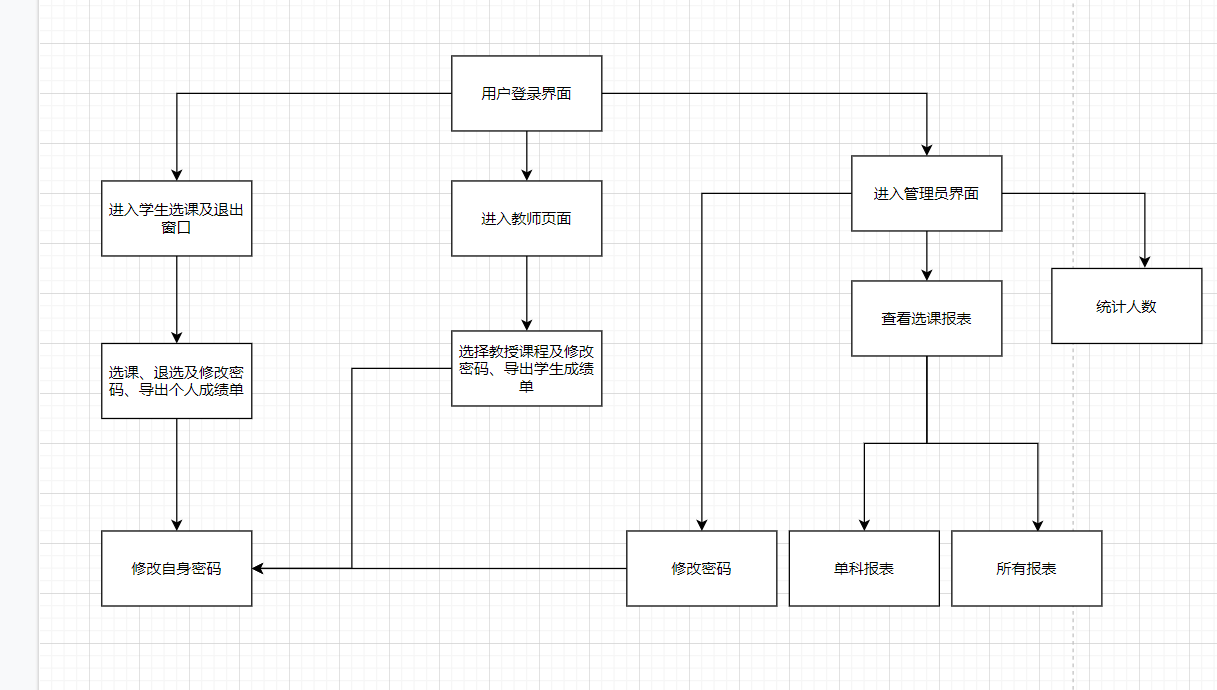 用户登录界面
进入学生选课及退出
窗口
进入教师页面
进入管理员界面
统计人数
查看选课报表
选课、退选及修改密
码、导出个人成绩单
选择教授课程及修改
密码、导出学生成绩
单
修改自身密码
修改密码
单科报表
所有报表